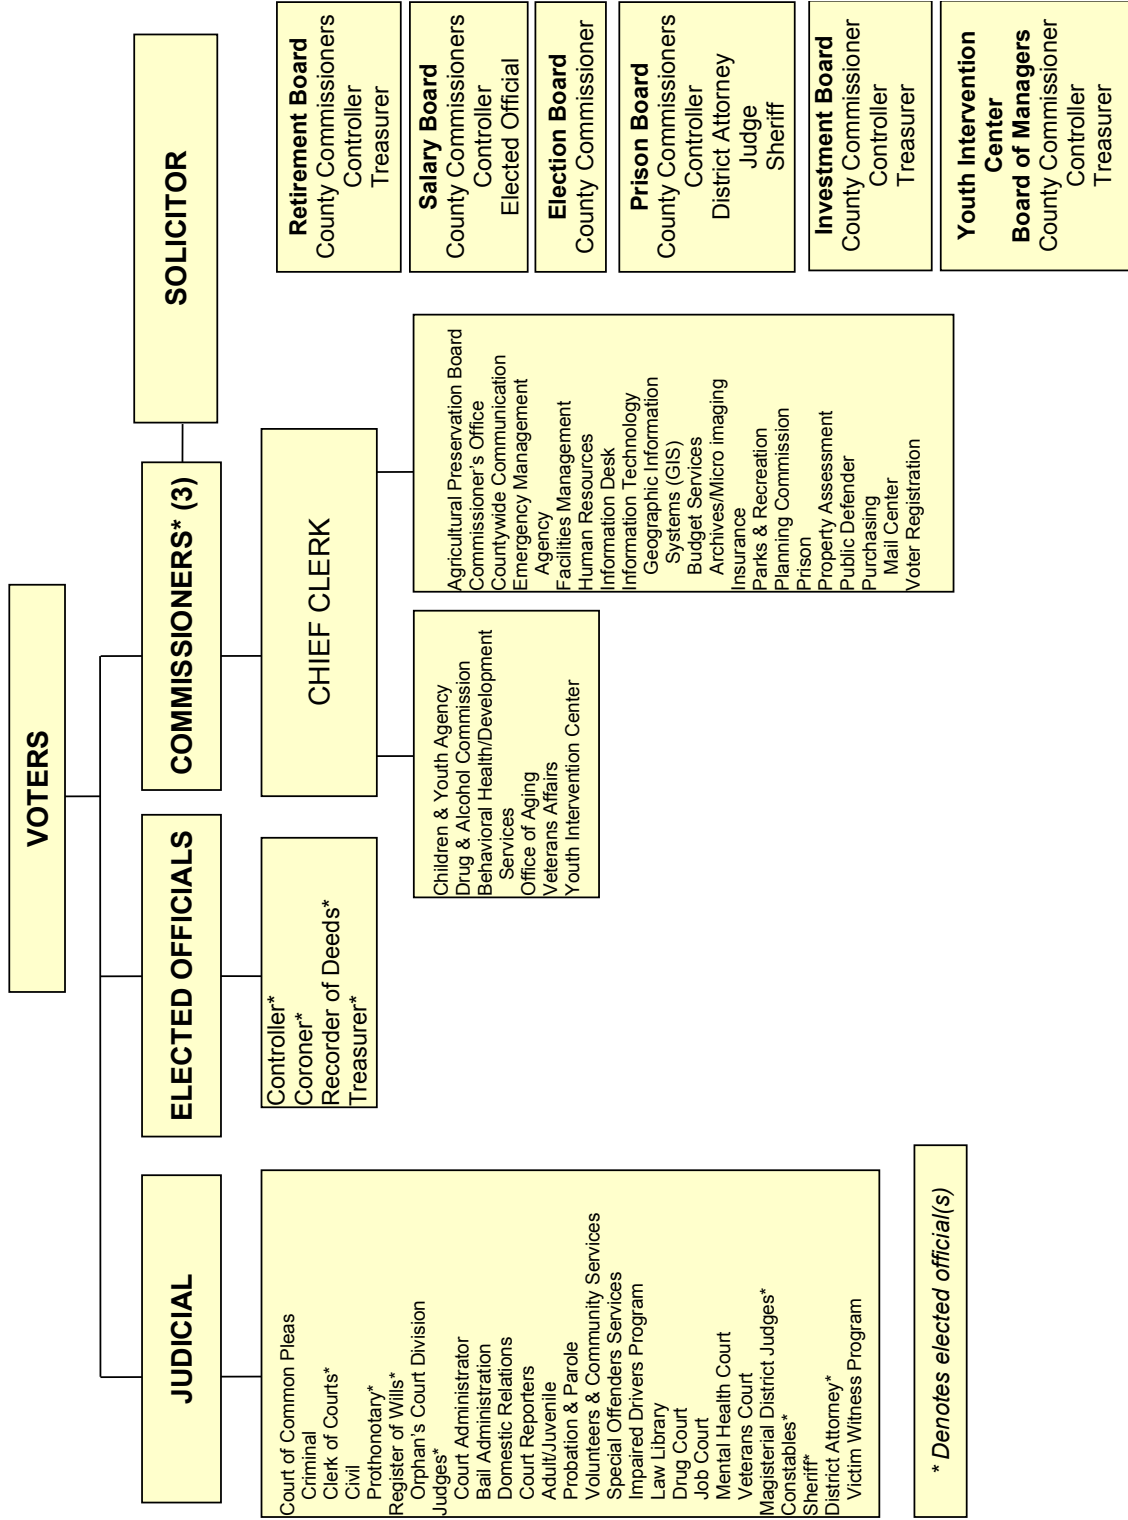 VOTERS
JUDICIAL
ELECTED OFFICIALS
COMMISSIONERS* (3)
SOLICITOR
Court of Common Pleas
Criminal
Clerk of Courts*
Civil
Prothonotary*
Register of Wills*
Orphan's Court Division
Judges*
Court Administrator
Bail Administration
Domestic Relations
Court Reporters
Adult/Juvenile
Probation & Parole
Volunteers & Community Services
Special Offenders Services
Impaired Drivers Program
Law Library
Drug Court
Job Court
Mental Health Court
Veterans Court
Magisterial District Judges*
Constables*
Sheriff*
District Attorney*
Victim Witness Program
Controller*
Coroner*
Recorder of Deeds*
Treasurer*
CHIEF CLERK
Children & Youth Agency
Drug & Alcohol Commission
Behavioral Health/Development
Services
Office of Aging
Veterans Affairs
Youth Intervention Center
Agricultural Preservation Board
Commissioner's Office
Countywide Communication
Emergency Management
Agency
Facilities Management
Human Resources
Information Desk
Information Technology
Geographic Information
Systems (GIS)
Budget Services
Archives/Micro imaging
Insurance
Parks & Recreation
Planning Commission
Prison
Property Assessment
Public Defender
Purchasing
Mail Center
Voter Registration
Retirement Board
County Commissioners
Controller
Treasurer
Salary Board
County Commissioners
Controller
Elected Official
Election Board
County Commissioner
Prison Board
County Commissioners
Controller
District Attorney
Judge
Sheriff
Investment Board
County Commissioner
Controller
Treasurer
Youth Intervention
Center
Board of Managers
County Commissioner
Controller
Treasurer
* Denotes elected official(s)